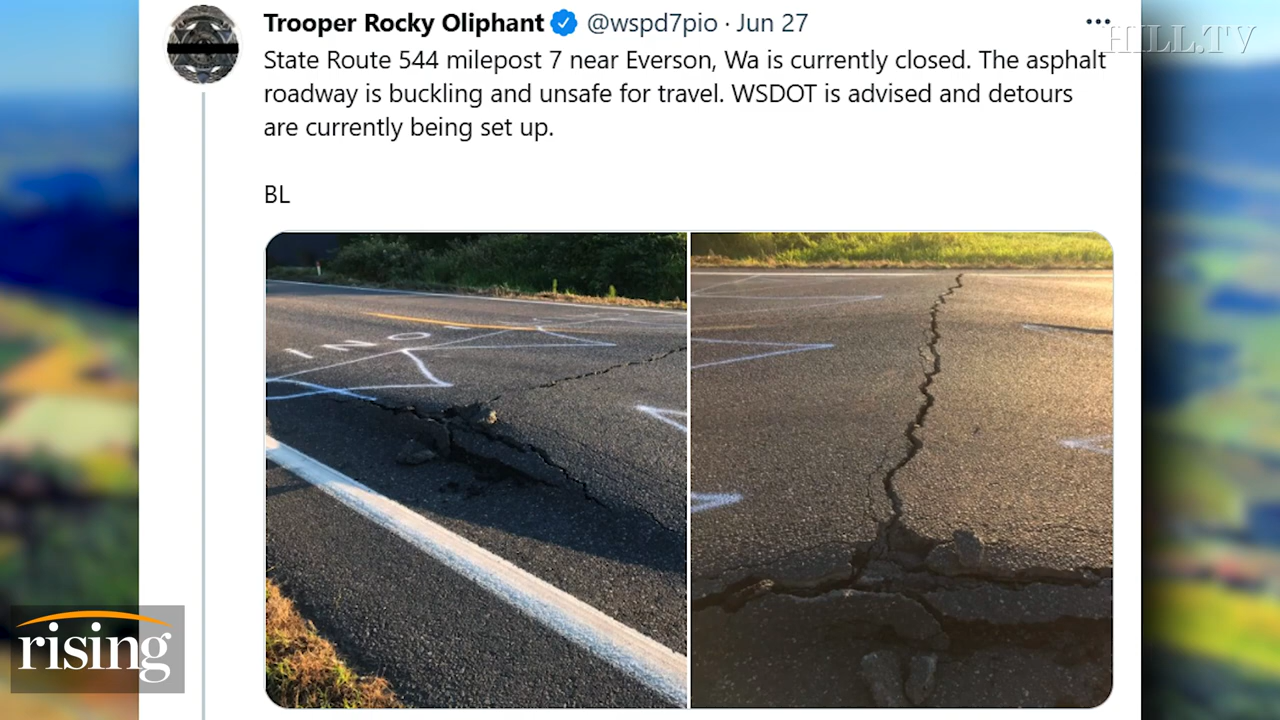 Trooper Rocky Oliphant @wspd7pio · Jun 27 ...
HILL.TV
State Route 544 milepost 7 near Everson, Wa is currently closed. The asphalt
roadway is buckling and unsafe for travel. WSDOT is advised and detours
are currently being set up.
BL
rising